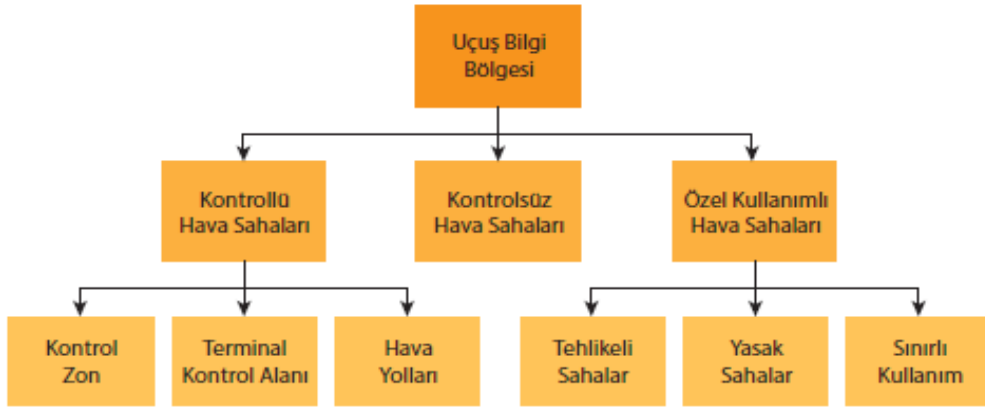 Uçuş Bilgi
Bölgesi
Kontrollü
Hava Sahaları
Kontrolsüz
Hava Sahaları
Özel Kullanımlı
Hava Sahaları
Kontrol
Zon
Terminal
Kontrol Alanı
Hava
Yolları
Tehlikeli
Sahalar
Yasak
Sahalar
Sınırlı
Kullanım